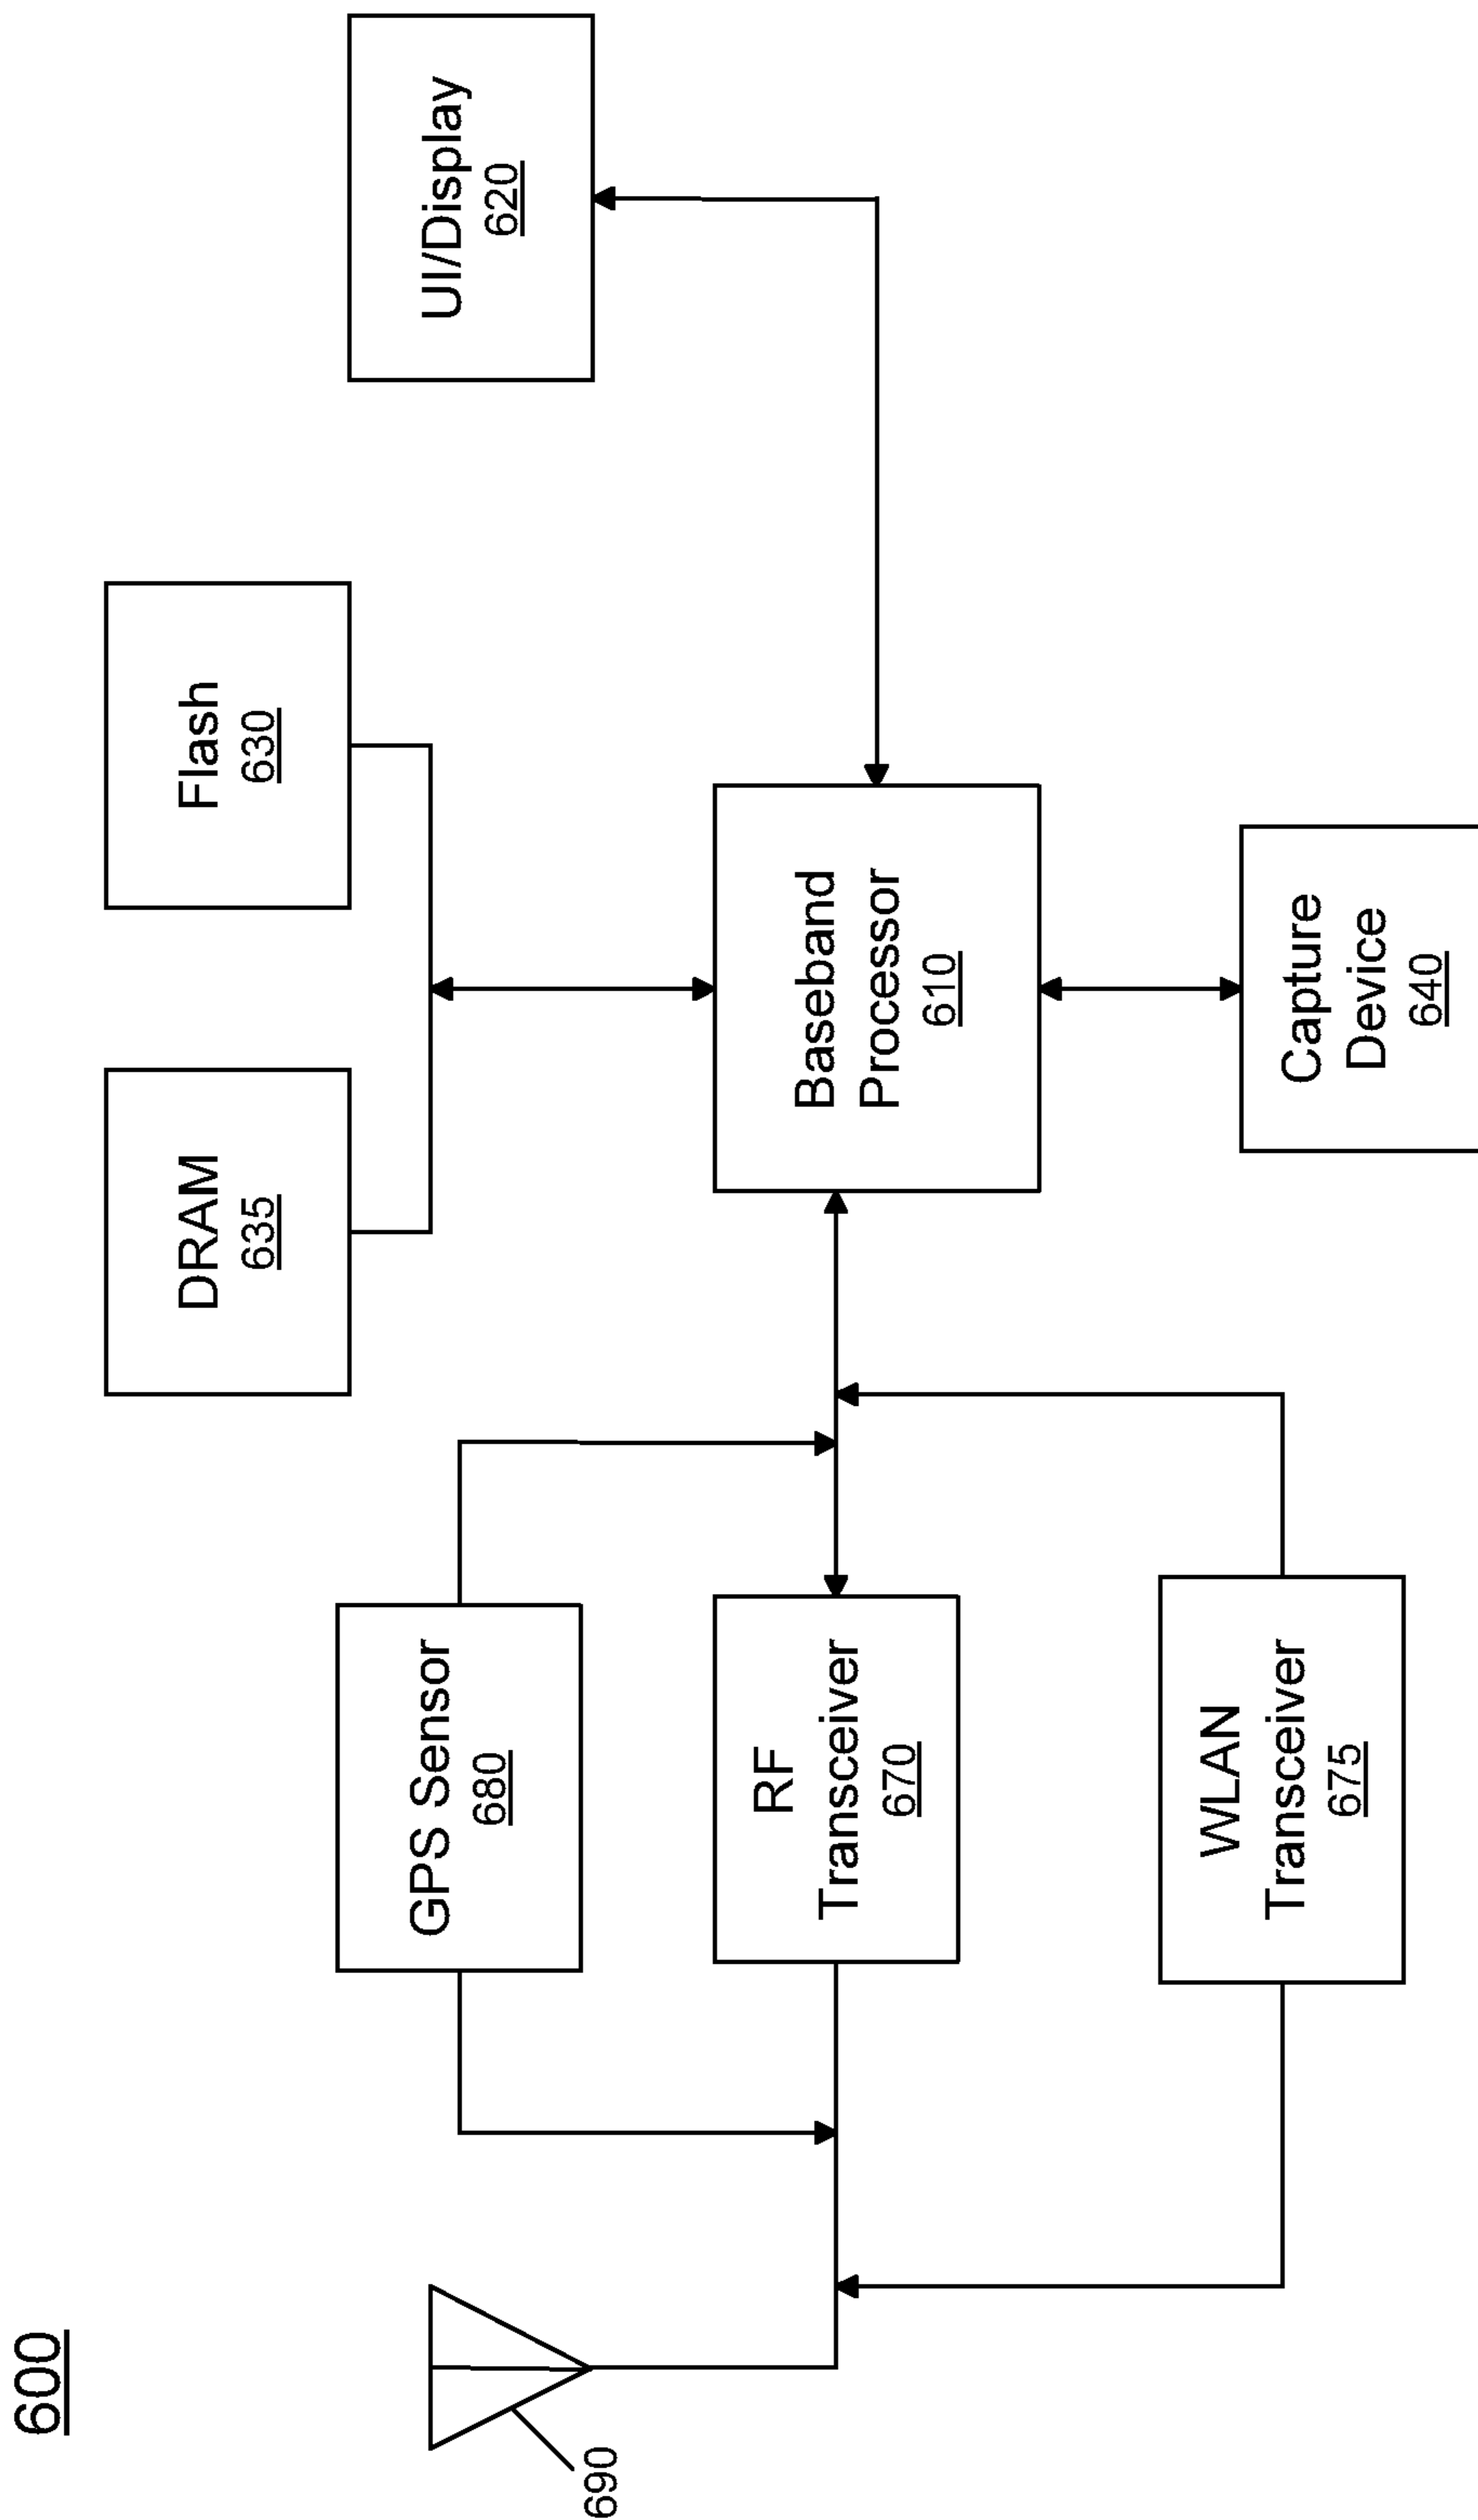 600
DRAM
635
Flash
630
UI/Display
620
GPS Sensor
680
690
RF
Transceiver
670
Baseband
Processor
610
WLAN
Transceiver
675
Capture
Device
640